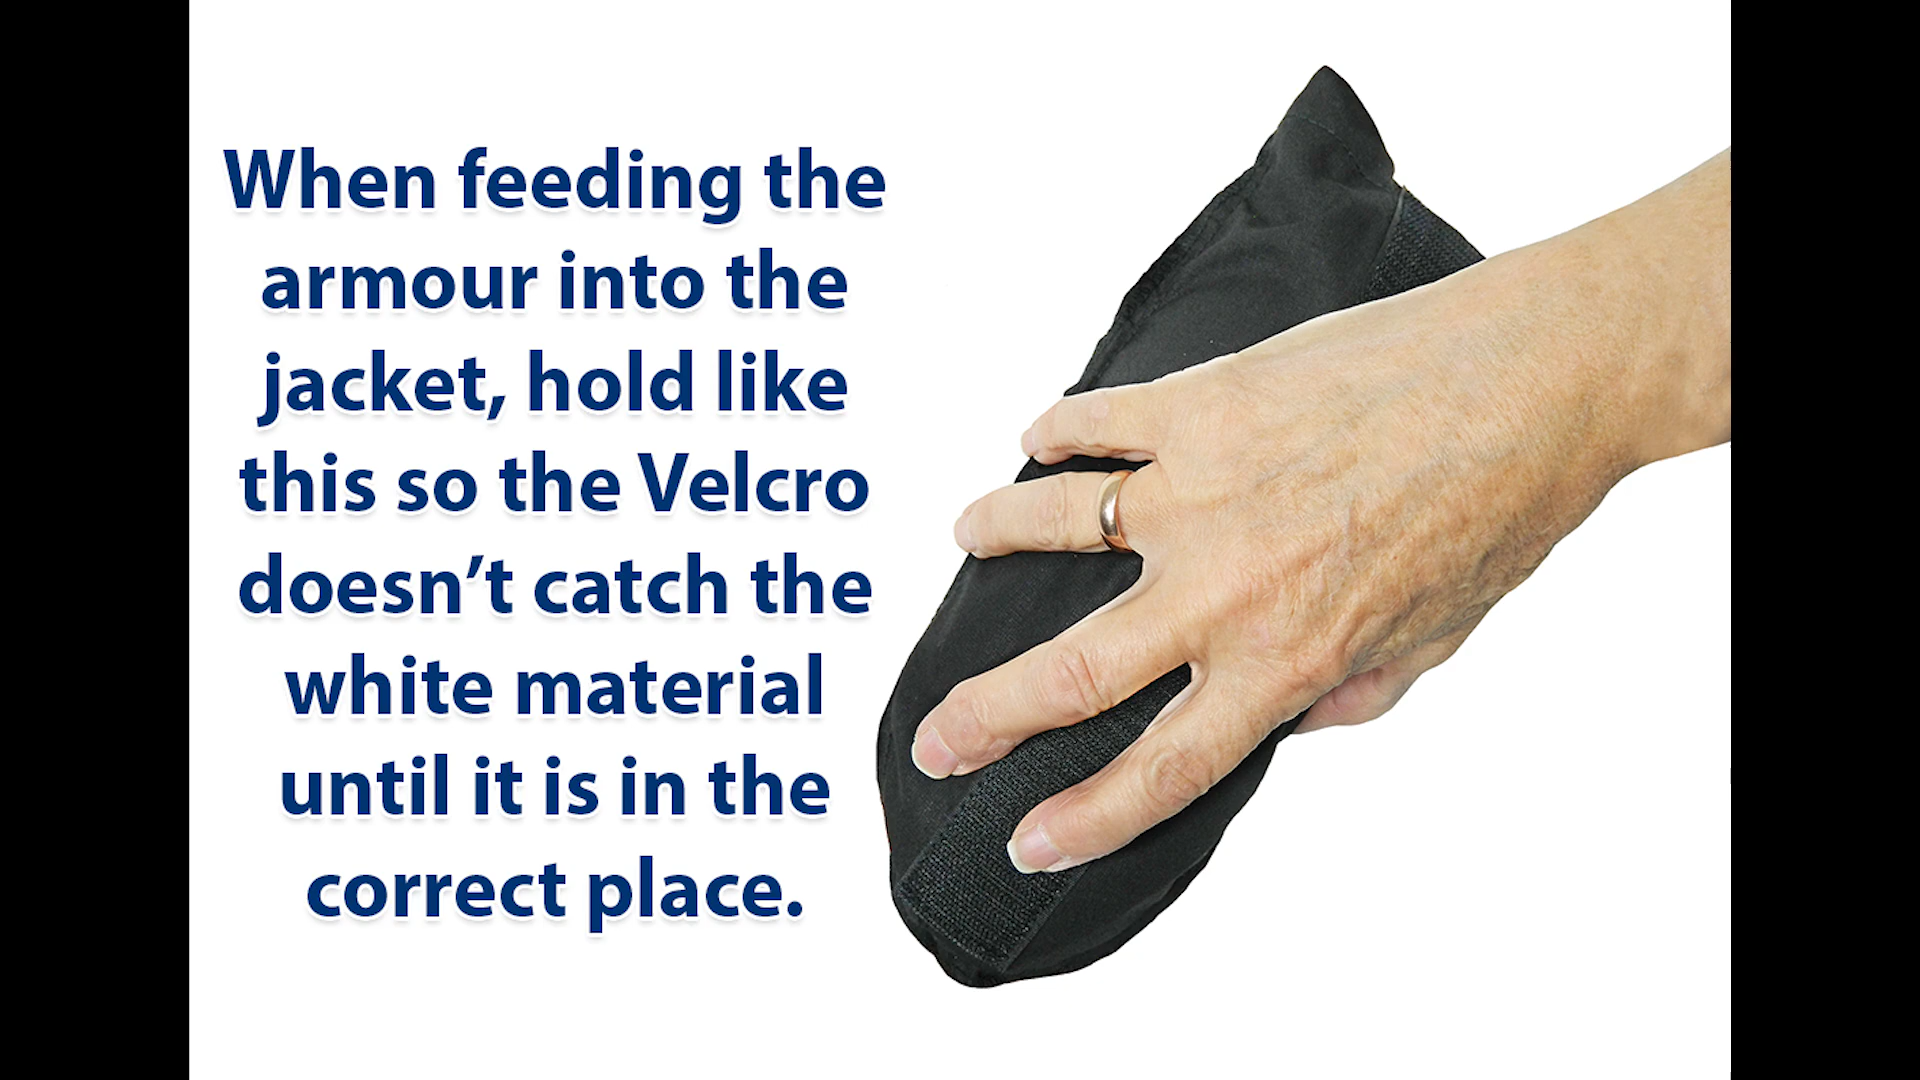 When feeding the
armour into the
jacket, hold like
this so the Velcro
doesn’t catch the
white material
until it is in the
correct place.